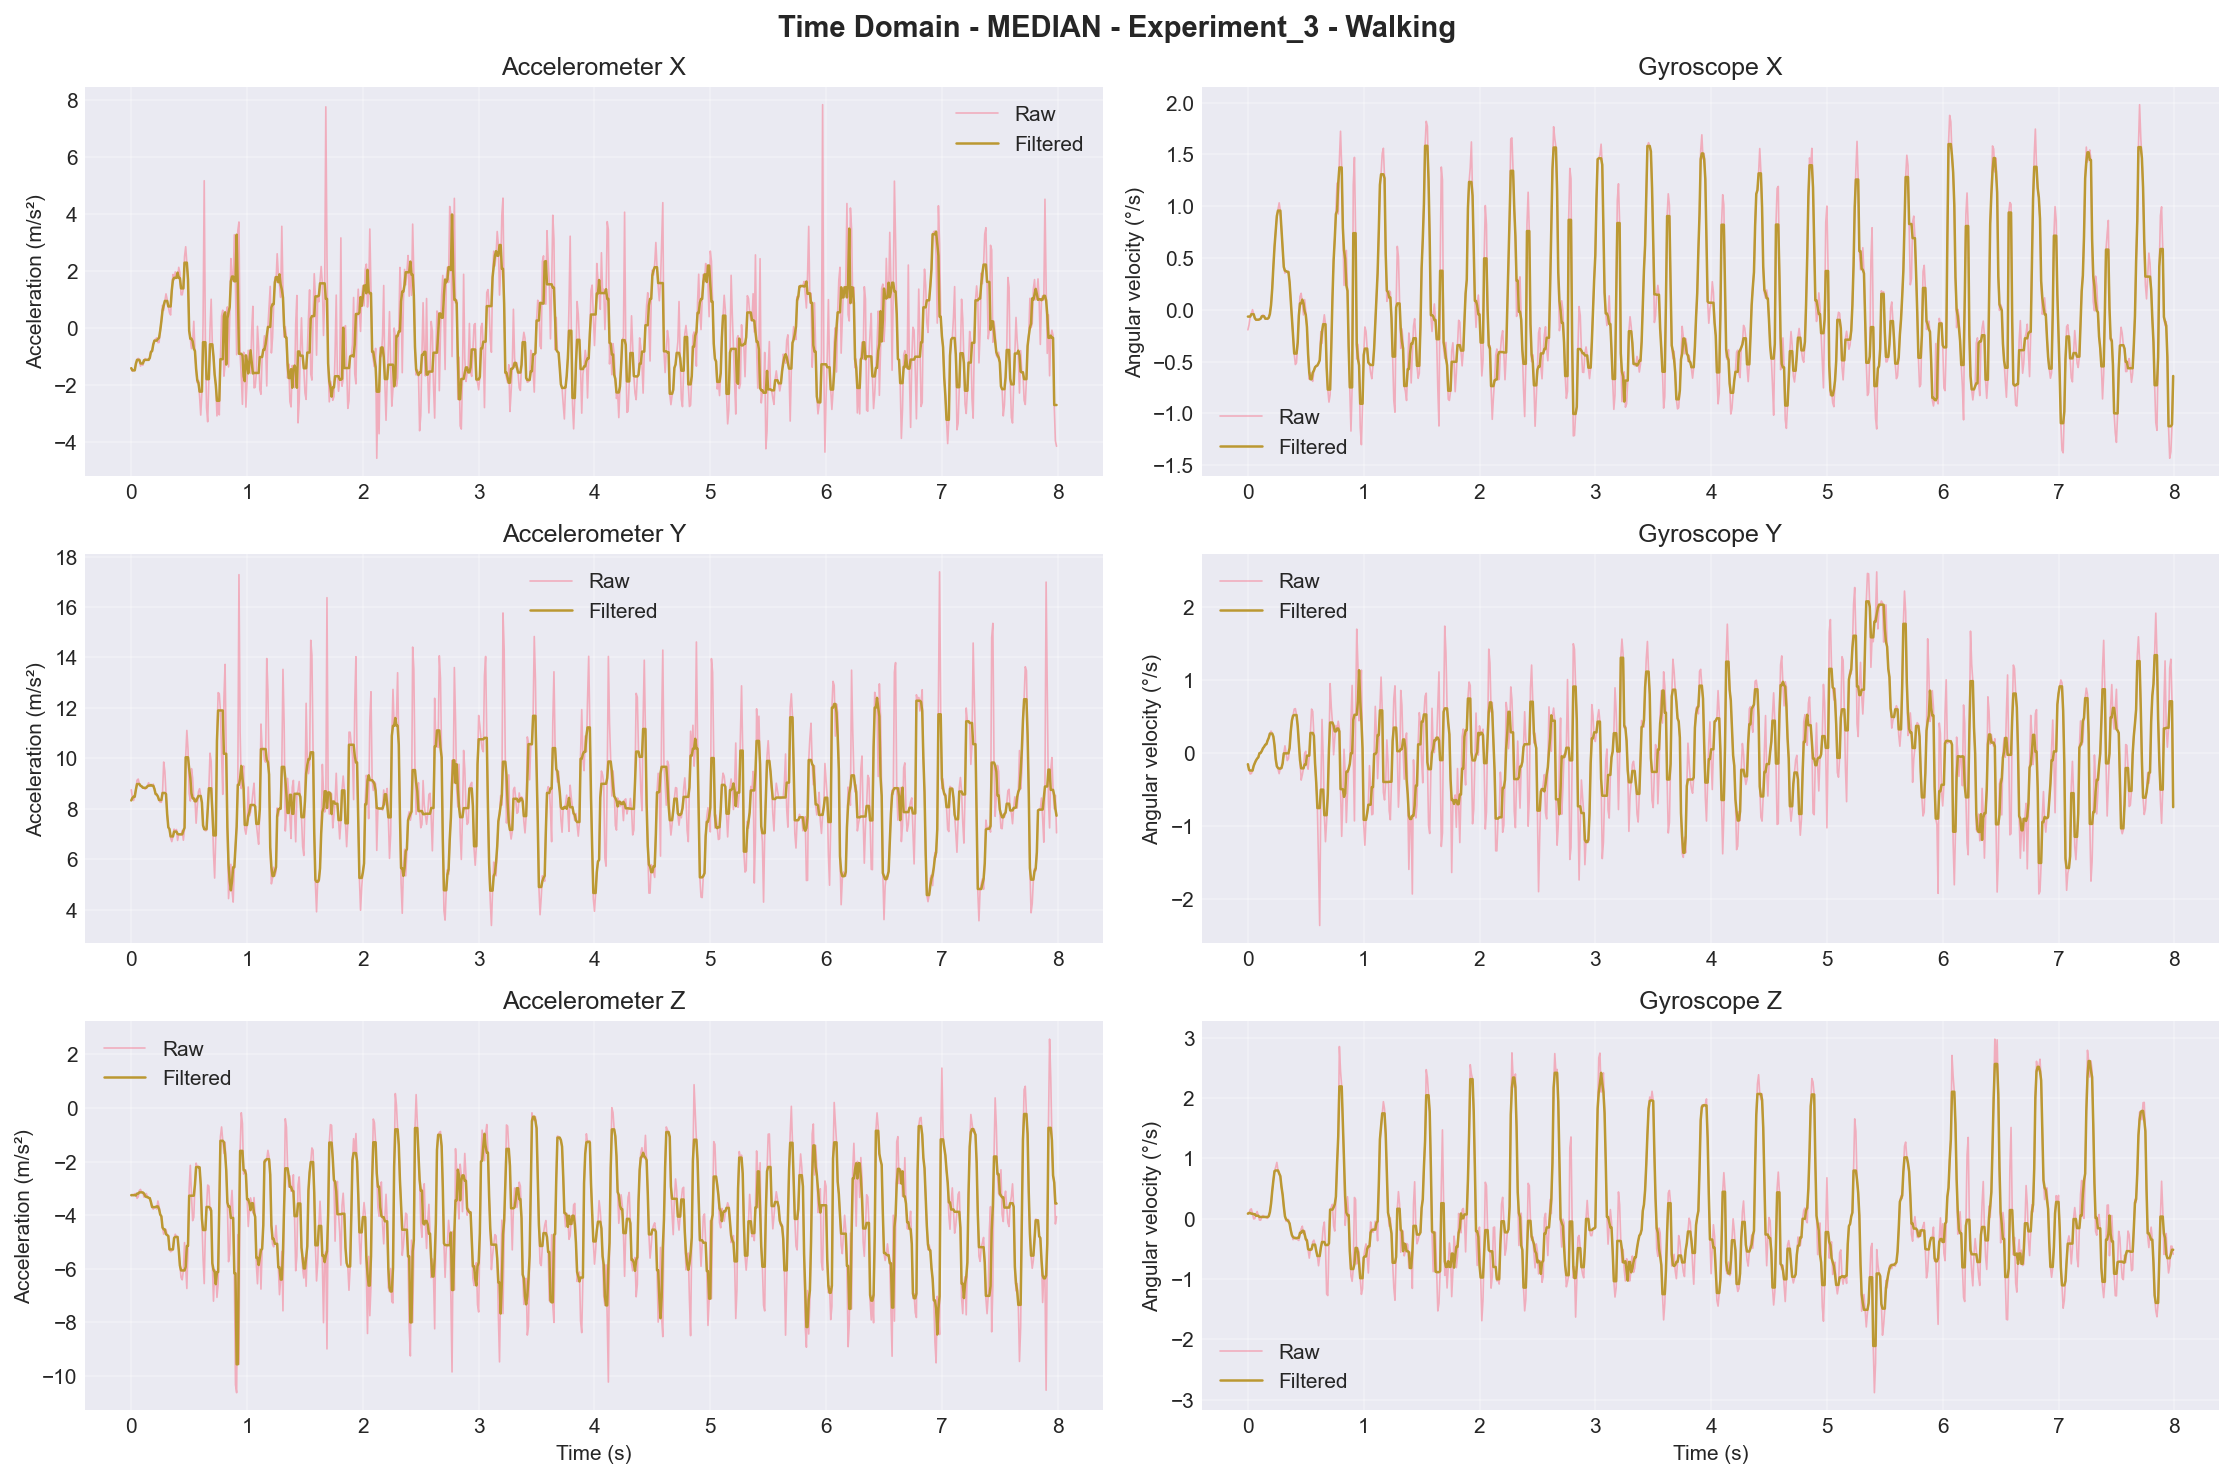 Time Domain - MEDIAN - Experiment_3 - Walking
Accelerometer X
Acceleration (m/s²)
8
6
4
2
0
−2
−4
0 1 2 3 4 5 6 7 8
Raw
Filtered
Gyroscope X
Angular velocity (°/s)
2.0
1.5
1.0
0.5
0.0
−0.5
−1.0
−1.5
0 1 2 3 4 5 6 7 8
Raw
Filtered
Accelerometer Y
Acceleration (m/s²)
18
16
14
12
10
8
6
4
0 1 2 3 4 5 6 7 8
Raw
Filtered
Gyroscope Y
Angular velocity (°/s)
2
1
0
−1
−2
0 1 2 3 4 5 6 7 8
Raw
Filtered
Accelerometer Z
Acceleration (m/s²)
2
0
−2
−4
−6
−8
−10
0 1 2 3 4 5 6 7 8
Time (s)
Raw
Filtered
Gyroscope Z
Angular velocity (°/s)
3
2
1
0
−1
−2
−3
0 1 2 3 4 5 6 7 8
Time (s)
Raw
Filtered